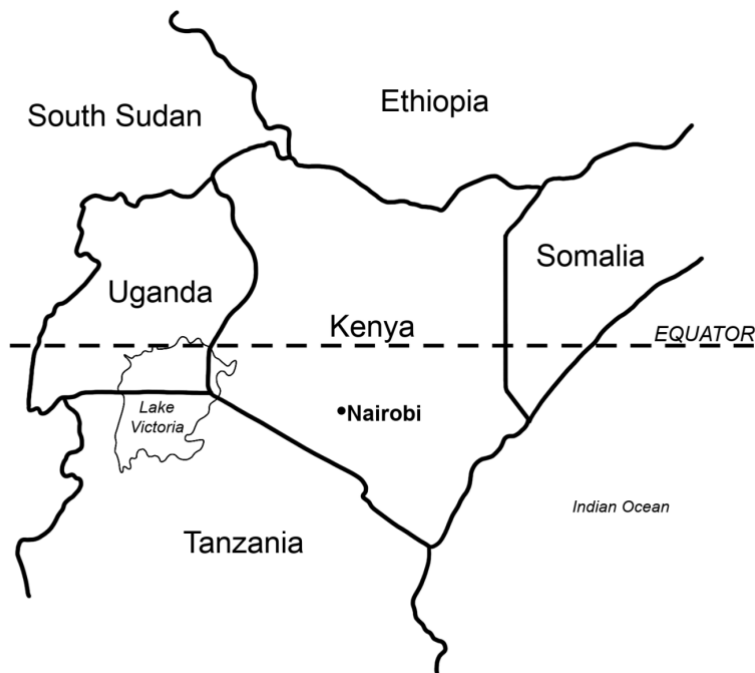 Ethiopia
South Sudan
Somalia
Uganda
Kenya
EQUATOR
Lake
Victoria
Nairobi
Indian Ocean
Tanzania